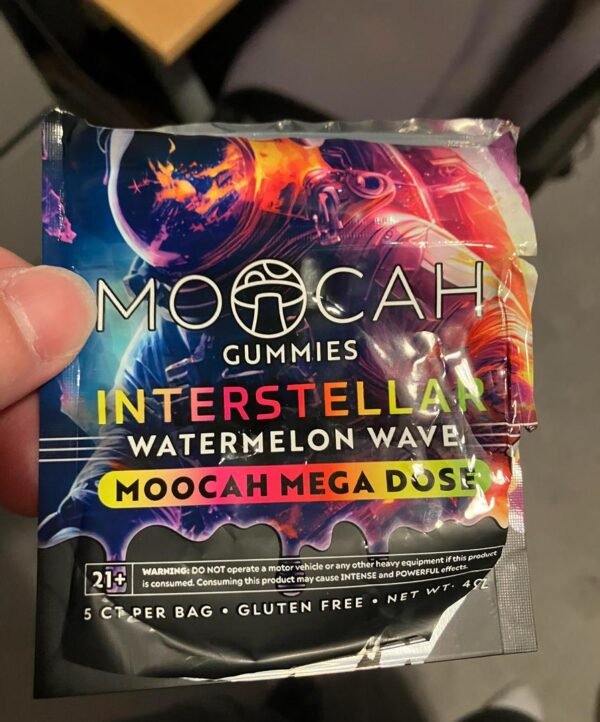 MOOCAH
GUMMIES
INTERSTELLAR
WATERMELON WAVE
MOOCAH MEGA DOSE
21+
WARNING: DO NOT operate a motor vehicle or any other heavy equipment if this product
is consumed. Consuming this product may cause INTENSE and POWERFUL effects.
5 CT PER BAG • GLUTEN FREE • NET WT. 4 OZ